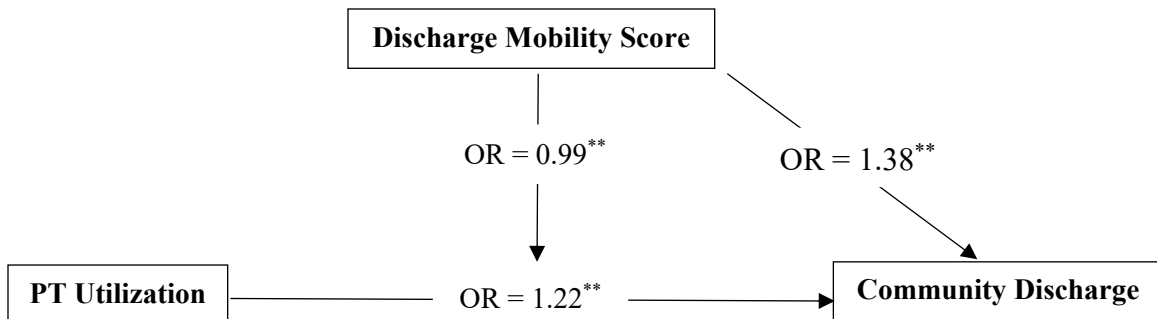 Discharge Mobility Score
OR = 0.99**
OR = 1.38**
PT Utilization
OR = 1.22**
Community Discharge